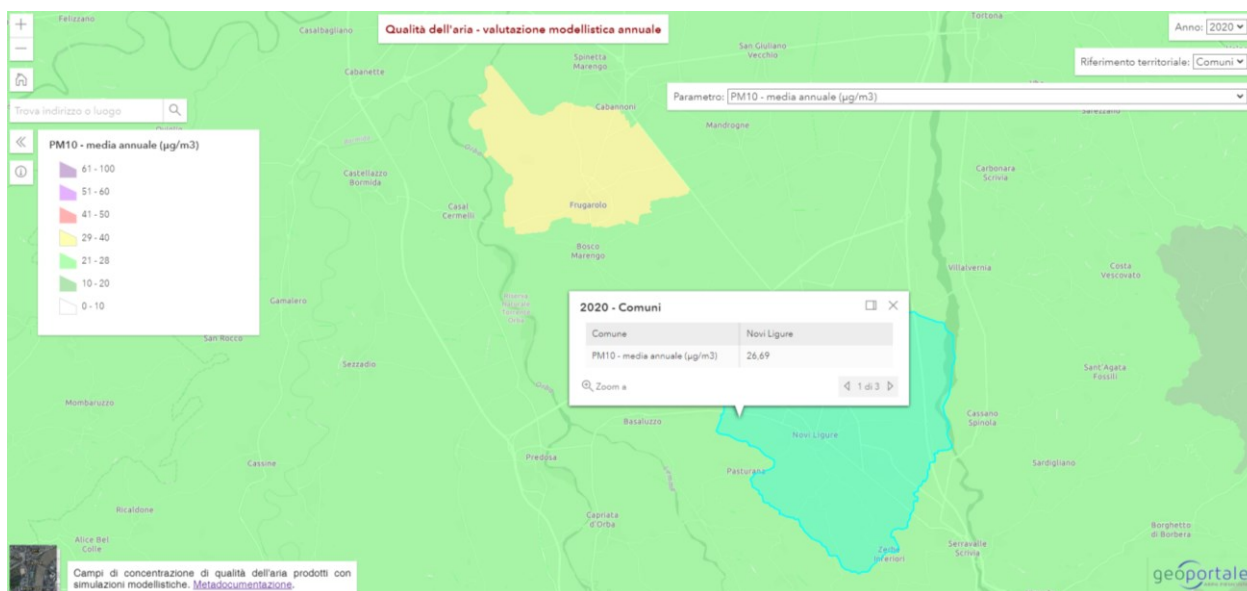 Felizzano
Casalbagliano
Qualità dell'aria - valutazione modellistica annuale
Tortona
Anno: 2020
Spinetta
Marengo
San Giuliano
Vecchio
Riferimento territoriale: Comuni
Cabanette
Trova indirizzo o luogo
Cabannoni
Parametro: PM10 - media annuale (µg/m3)
Mandrogne
PM10 - media annuale (µg/m3)
61 - 100
51 - 60
41 - 50
29 - 40
21 - 28
10 - 20
0 - 10
Bormida
Orba
Castellazzo
Bormida
Carbonara
Scrivia
Casal
Cermelli
Frugarolo
Bosco
Marengo
Villalvernia
Costa
Vescovato
Gamalero
San Rocco
2020 - Comuni
Comune
Novi Ligure
PM10 - media annuale (µg/m3)
26,69
Zoom a
1 di 3
Sezzadio
Sant'Agata
Fossili
Mombaruzzo
Orba
Basaluzzo
Cassano
Spinola
Novi Ligure
Cassine
Predosa
Pasturana
Sardigliano
Ricaldone
Capriata
d'Orba
Borghetto
di Borbera
Alice Bel
Colle
Zerbe
Inferiori
Serravalle
Scrivia
Campi di concentrazione di qualità dell'aria prodotti con
simulazioni modellistiche. Metadocumentazione.
geoportale